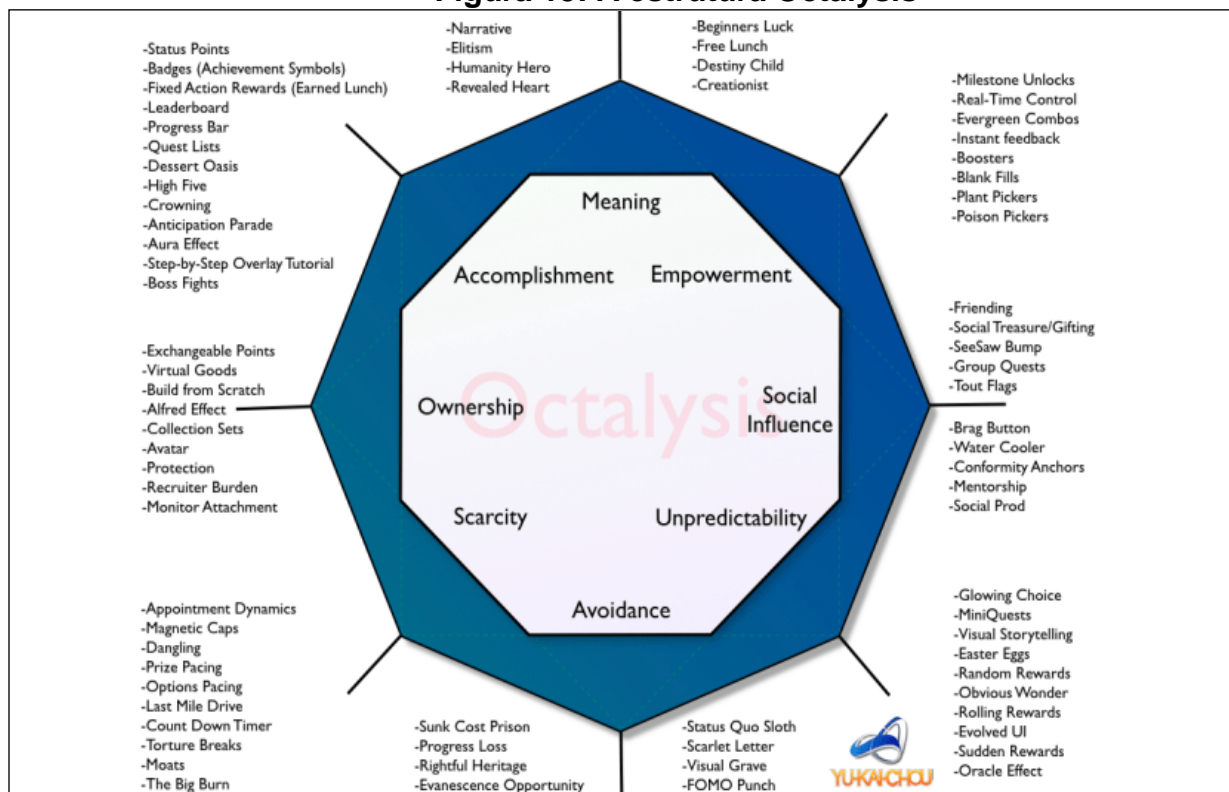 -Narrative
-Elitism
-Humanity Hero
-Revealed Heart
-Beginners Luck
-Free Lunch
-Destiny Child
-Creationist
-Status Points
-Badges (Achievement Symbols)
-Fixed Action Rewards (Earned Lunch)
-Leaderboard
-Progress Bar
-Quest Lists
-Dessert Oasis
-High Five
-Crowning
-Anticipation Parade
-Aura Effect
-Step-by-Step Overlay Tutorial
-Boss Fights
-Milestone Unlocks
-Real-Time Control
-Evergreen Combos
-Instant feedback
-Boosters
-Blank Fills
-Plant Pickers
-Poison Pickers
Meaning
Accomplishment
Empowerment
Ownership
Octalysis
Social
Influence
Scarcity
Unpredictability
Avoidance
-Exchangeable Points
-Virtual Goods
-Build from Scratch
-Alfred Effect
-Collection Sets
-Avatar
-Protection
-Recruiter Burden
-Monitor Attachment
-Friending
-Social Treasure/Gifting
-SeeSaw Bump
-Group Quests
-Tout Flags
-Brag Button
-Water Cooler
-Conformity Anchors
-Mentorship
-Social Prod
-Appointment Dynamics
-Magnetic Caps
-Dangling
-Prize Pacing
-Options Pacing
-Last Mile Drive
-Count Down Timer
-Torture Breaks
-Moats
-The Big Burn
-Sunk Cost Prison
-Progress Loss
-Rightful Heritage
-Evanescence Opportunity
-Status Quo Sloth
-Scarlet Letter
-Visual Grave
-FOMO Punch
-Glowing Choice
-MiniQuests
-Visual Storytelling
-Easter Eggs
-Random Rewards
-Obvious Wonder
-Rolling Rewards
-Evolved UI
-Sudden Rewards
-Oracle Effect
YU-KAI CHOU